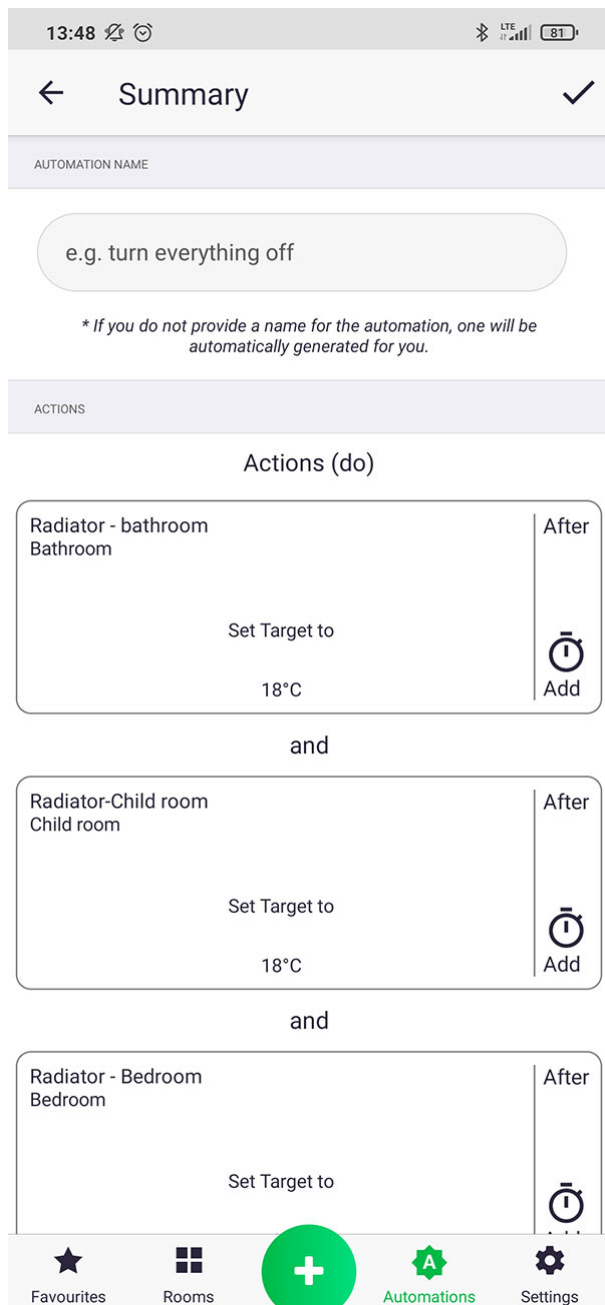 13:48
LTE
81
Summary
AUTOMATION NAME
e.g. turn everything off
* If you do not provide a name for the automation, one will be
automatically generated for you.
ACTIONS
Actions (do)
Radiator - bathroom
Bathroom
After
Set Target to
18°C
Add
and
Radiator-Child room
Child room
After
Set Target to
18°C
Add
and
Radiator - Bedroom
Bedroom
After
Set Target to
A
Favourites
Rooms
Automations
Settings